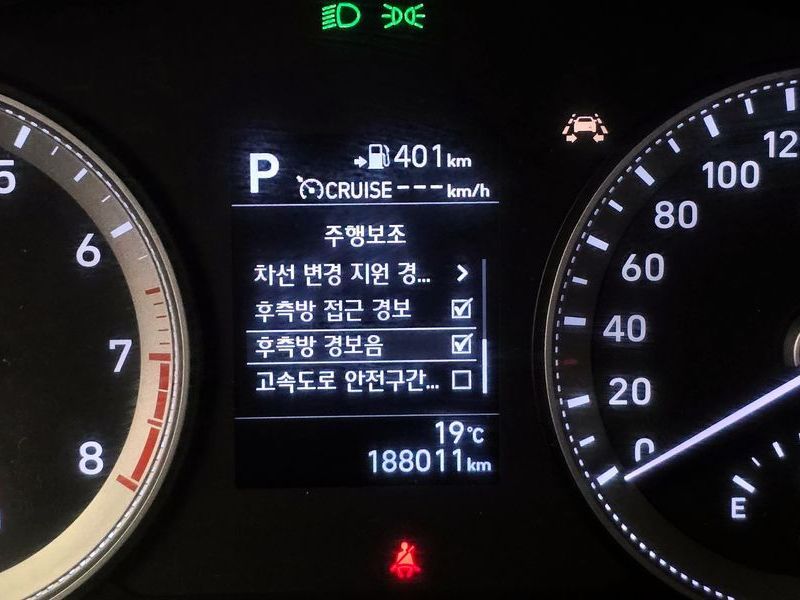 P
401km
CRUISE---km/h
주행보조
차선 변경 지원 경...
후측방 접근 경보
후측방 경보음
고속도로 안전구간...
19℃
188011km
5
6
7
8
0
20
40
60
80
100
12
E